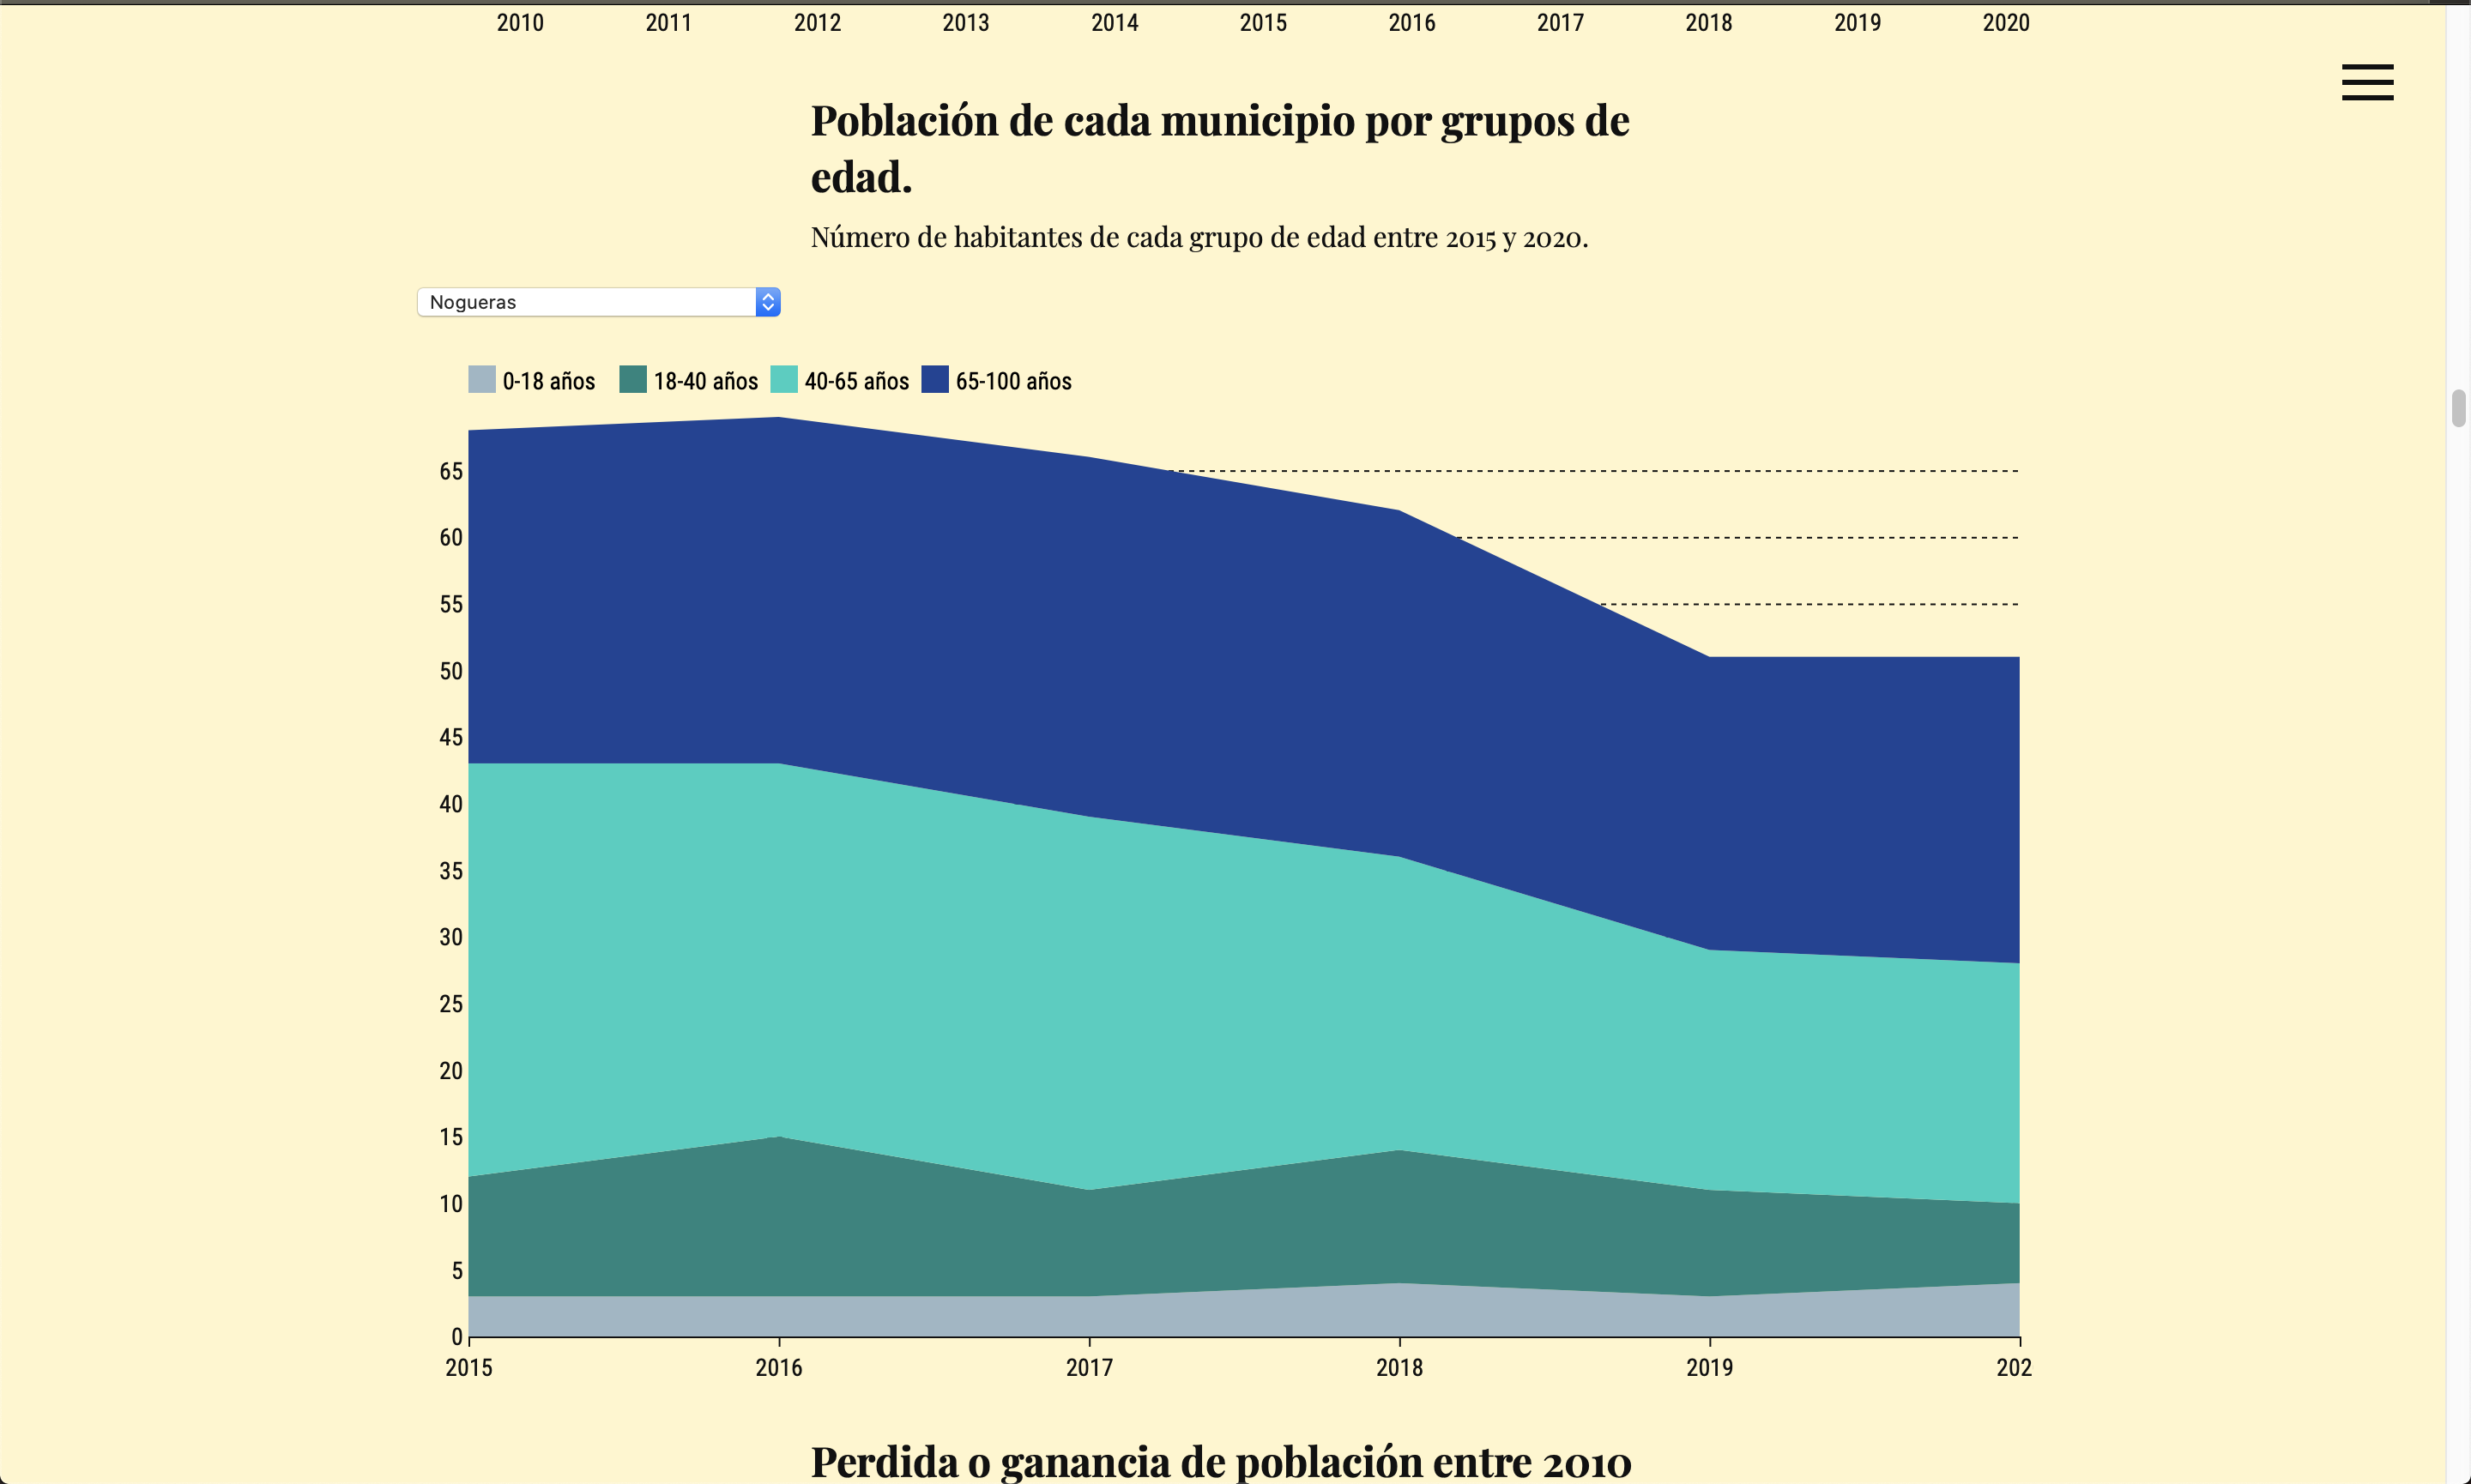 2010 2011 2012 2013 2014 2015 2016 2017 2018 2019 2020
Población de cada municipio por grupos de
edad.
Número de habitantes de cada grupo de edad entre 2015 y 2020.
Nogueras
0-18 años 18-40 años 40-65 años 65-100 años
65
60
55
50
45
40
35
30
25
20
15
10
5
0
2015 2016 2017 2018 2019 202
Perdida o ganancia de población entre 2010